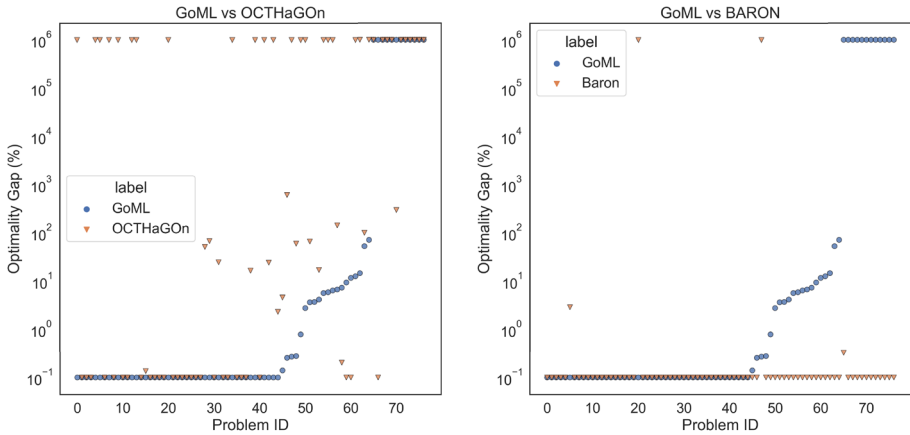 GoML vs OCTHaGOn
Optimality Gap (%)
10^6
10^5
10^4
10^3
10^2
10^1
10^0
10^−1
label
GoML
OCTHaGOn
0 10 20 30 40 50 60 70
Problem ID
GoML vs BARON
Optimality Gap (%)
10^6
10^5
10^4
10^3
10^2
10^1
10^0
10^−1
label
GoML
Baron
0 10 20 30 40 50 60 70
Problem ID